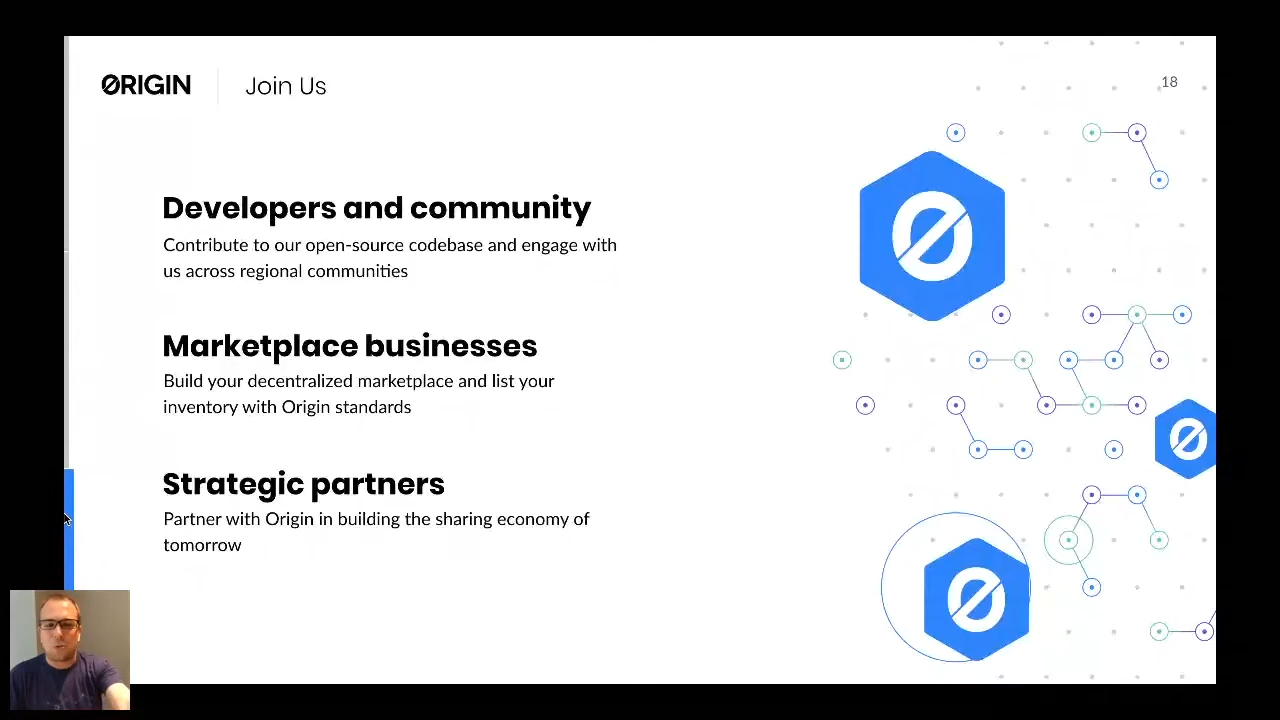 ORIGIN
Join Us
18
Developers and community
Contribute to our open-source codebase and engage with
us across regional communities
Marketplace businesses
Build your decentralized marketplace and list your
inventory with Origin standards
Strategic partners
Partner with Origin in building the sharing economy of
tomorrow